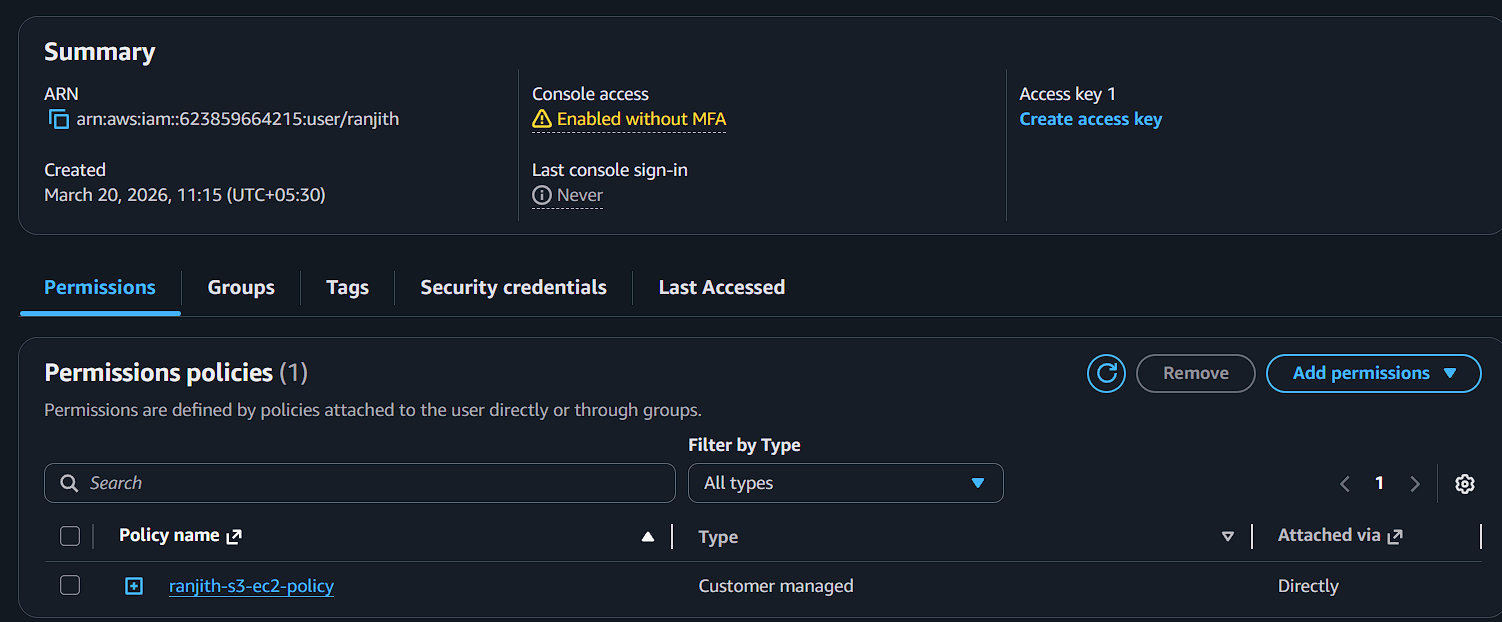 Summary
ARN
arn:aws:iam::623859664215:user/ranjith
Created
March 20, 2026, 11:15 (UTC+05:30)
Console access
Enabled without MFA
Last console sign-in
Never
Access key 1
Create access key
Permissions
Groups
Tags
Security credentials
Last Accessed
Permissions policies (1)
Remove
Add permissions
Permissions are defined by policies attached to the user directly or through groups.
Filter by Type
Search
All types
1
Policy name
Type
Attached via
ranjith-s3-ec2-policy
Customer managed
Directly